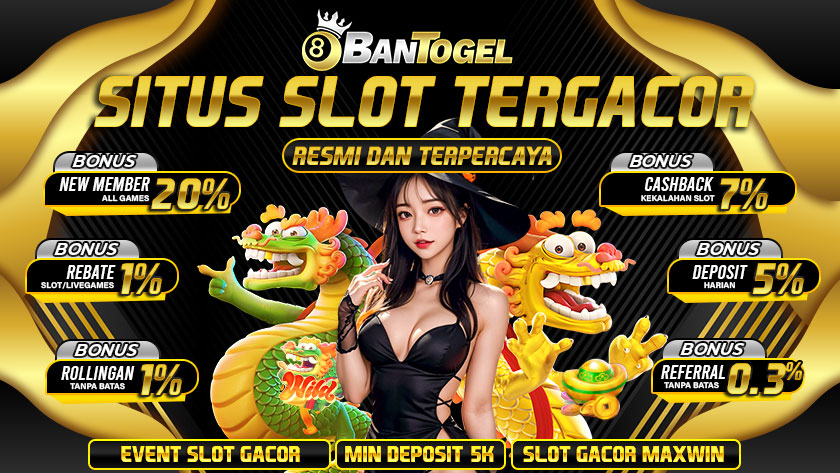 8BANTOGEL
SITUS SLOT TERGACOR
RESMI DAN TERPERCAYA
BONUS
NEW MEMBER
ALL GAMES
20%
BONUS
CASHBACK
KEKALAHAN SLOT
7%
BONUS
REBATE
SLOT/LIVEGAMES
1%
BONUS
DEPOSIT
HARIAN
5%
BONUS
ROLLINGAN
TANPA BATAS
1%
BONUS
REFERRAL
TANPA BATAS
0.3%
Wild
EVENT SLOT GACOR
MIN DEPOSIT 5K
SLOT GACOR MAXWIN